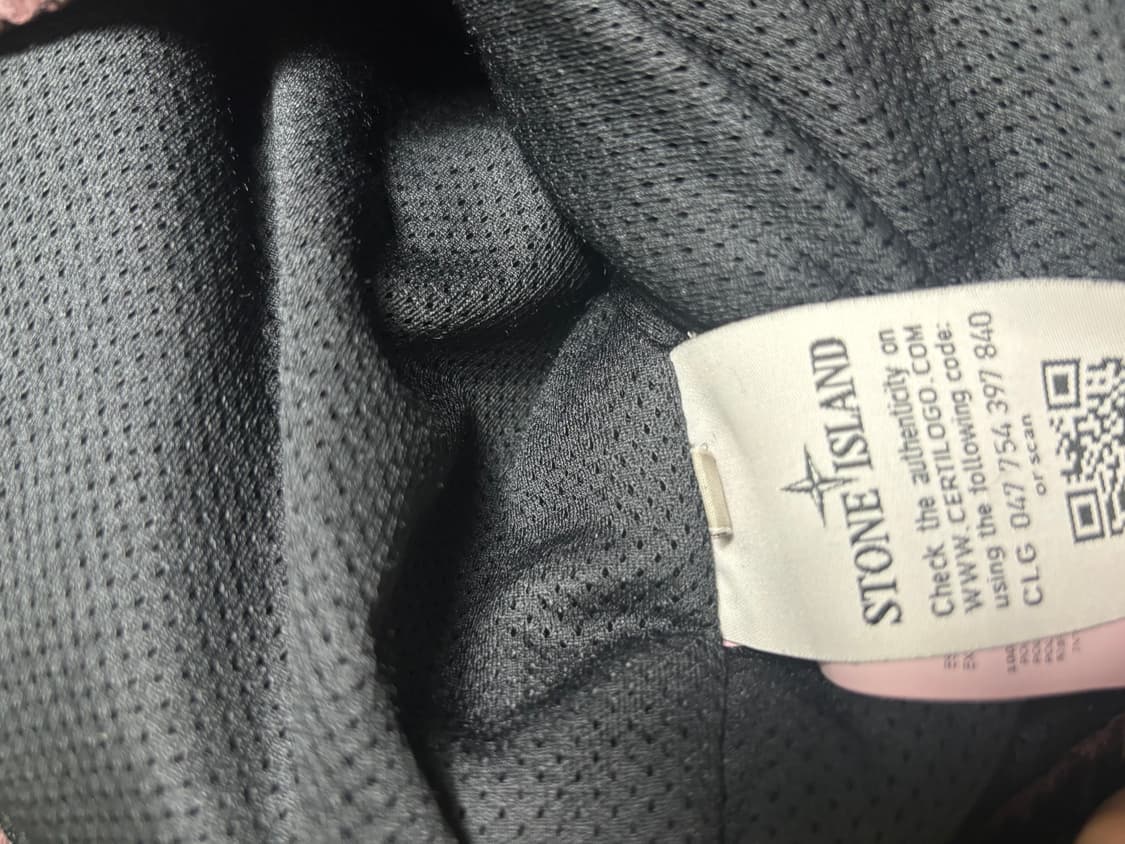 STONE ISLAND
Check the authenticity on
WWW.CERTILOGO.COM
using the following code:
CLG 047 754 397 840
or scan